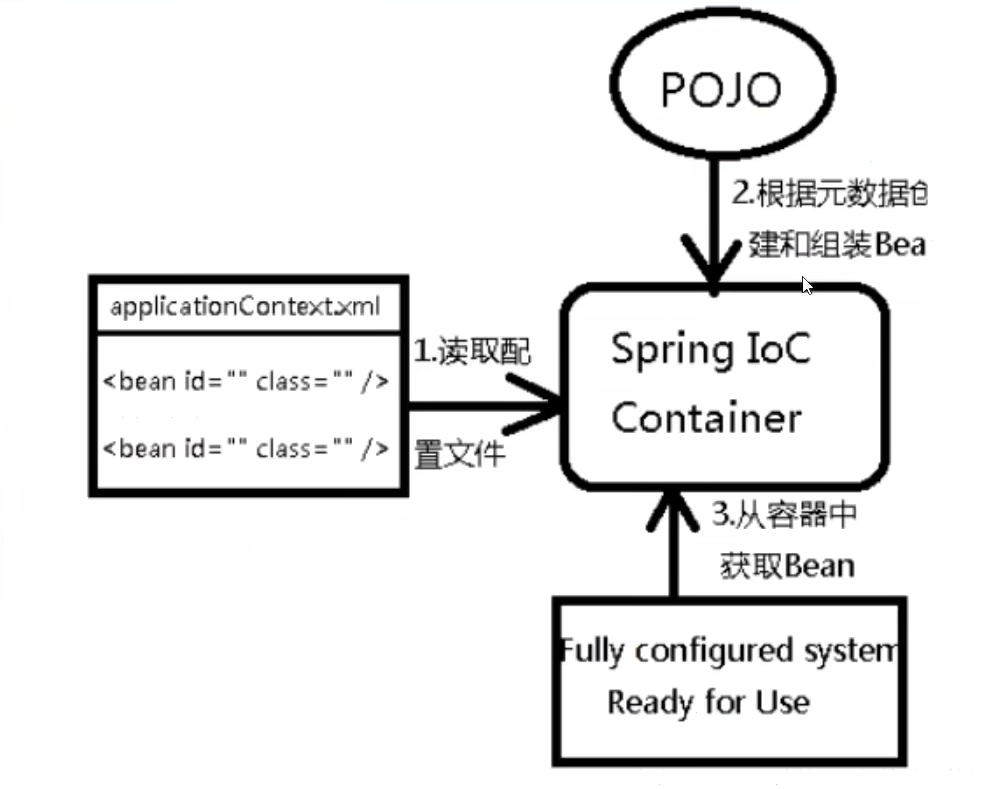 POJO
2.根据元数据创
建和组装Bea
applicationContext.xml
<bean id="" class="" />
<bean id="" class="" />
1.读取配
置文件
Spring IoC
Container
3.从容器中
获取Bean
Fully configured system
Ready for Use